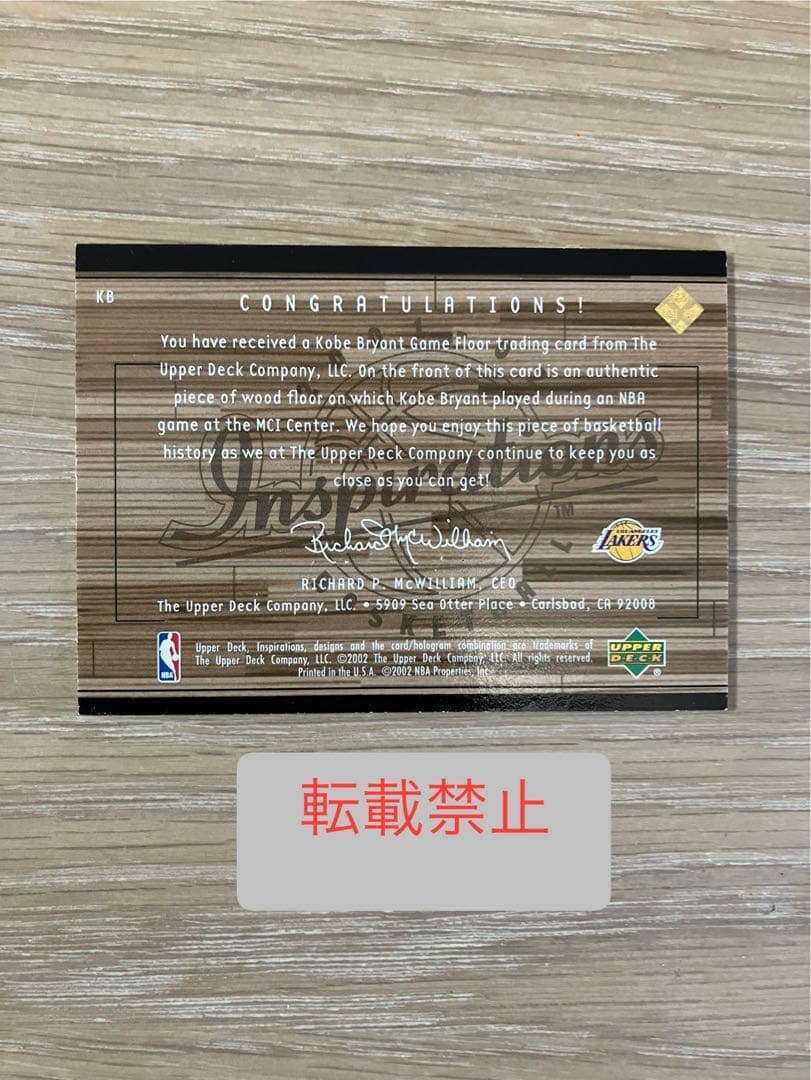 KB
CONGRATULATIONS!
You have received a Kobe Bryant Game Floor trading card from The
Upper Deck Company, LLC. On the front of this card is an authentic
piece of wood floor on which Kobe Bryant played during an NBA
game at the MCI Center. We hope you enjoy this piece of basketball
history as we at The Upper Deck Company continue to keep you as
close as you can get!
Inspirations
TM
Richard McWilliam
LOS ANGELES
LAKERS
RICHARD P. McWILLIAM, CEO
The Upper Deck Company, LLC. • 5909 Sea Otter Place • Carlsbad, CA 92008
NBA
Upper Deck, Inspirations, designs and the card/hologram combination are trademarks of
The Upper Deck Company, LLC. ©2002 The Upper Deck Company, LLC. All rights reserved.
Printed in the U.S.A. ©2002 NBA Properties, Inc.
UPPER
DECK
®
転載禁止